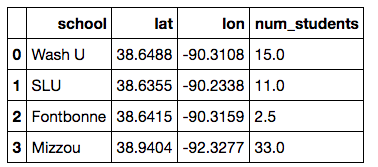 school lat lon num_students
0 Wash U 38.6488 -90.3108 15.0
1 SLU 38.6355 -90.2338 11.0
2 Fontbonne 38.6415 -90.3159 2.5
3 Mizzou 38.9404 -92.3277 33.0